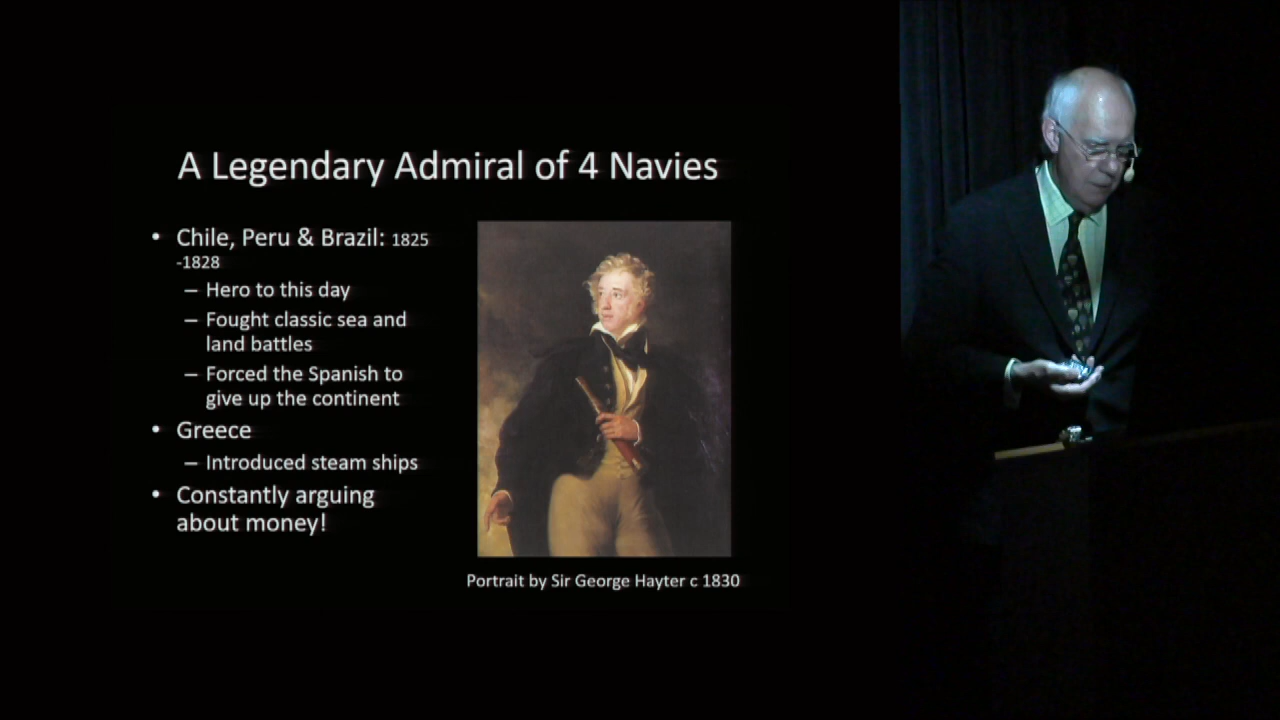 A Legendary Admiral of 4 Navies
• Chile, Peru & Brazil: 1825
-1828
– Hero to this day
– Fought classic sea and
land battles
– Forced the Spanish to
give up the continent
• Greece
– Introduced steam ships
• Constantly arguing
about money!
Portrait by Sir George Hayter c 1830